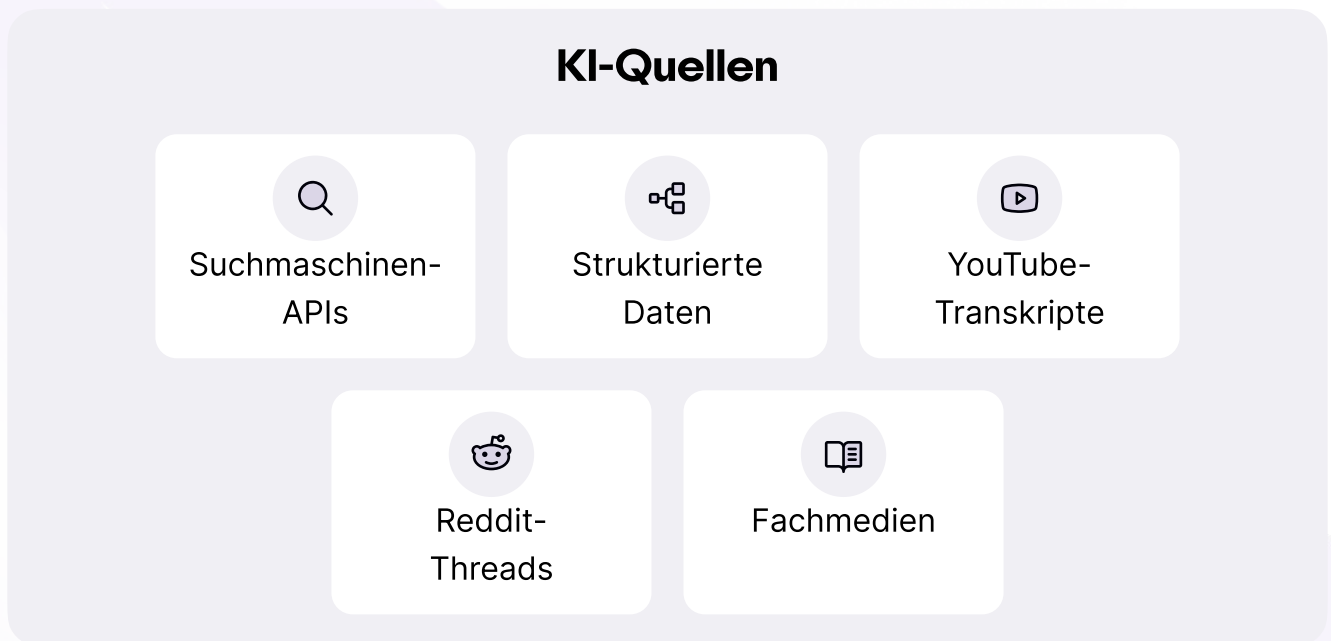 KI-Quellen
Suchmaschinen-
APIs
Strukturierte
Daten
YouTube-
Transkripte
Reddit-
Threads
Fachmedien